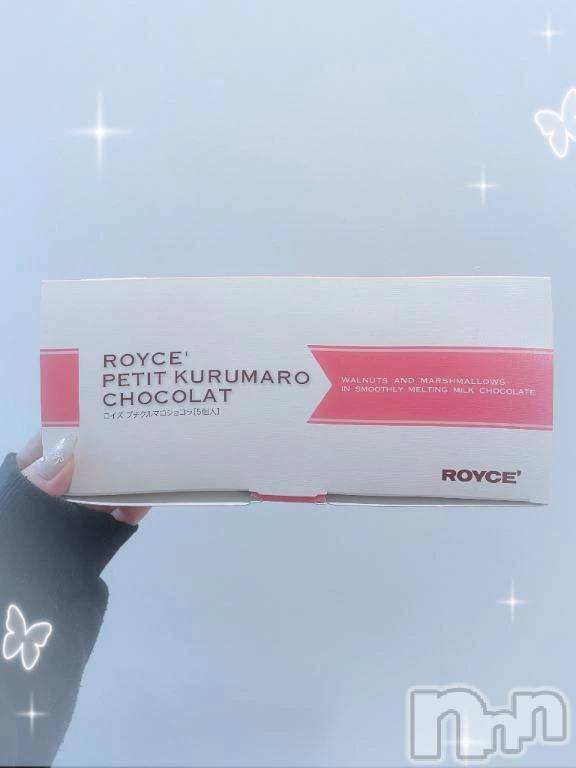 ROYCE'
PETIT KURUMARO
CHOCOLAT
ロイズ プチクルマロショコラ[5個入]
WALNUTS AND MARSHMALLOWS
IN SMOOTHLY MELTING MILK CHOCOLATE
ROYCE'
nnn